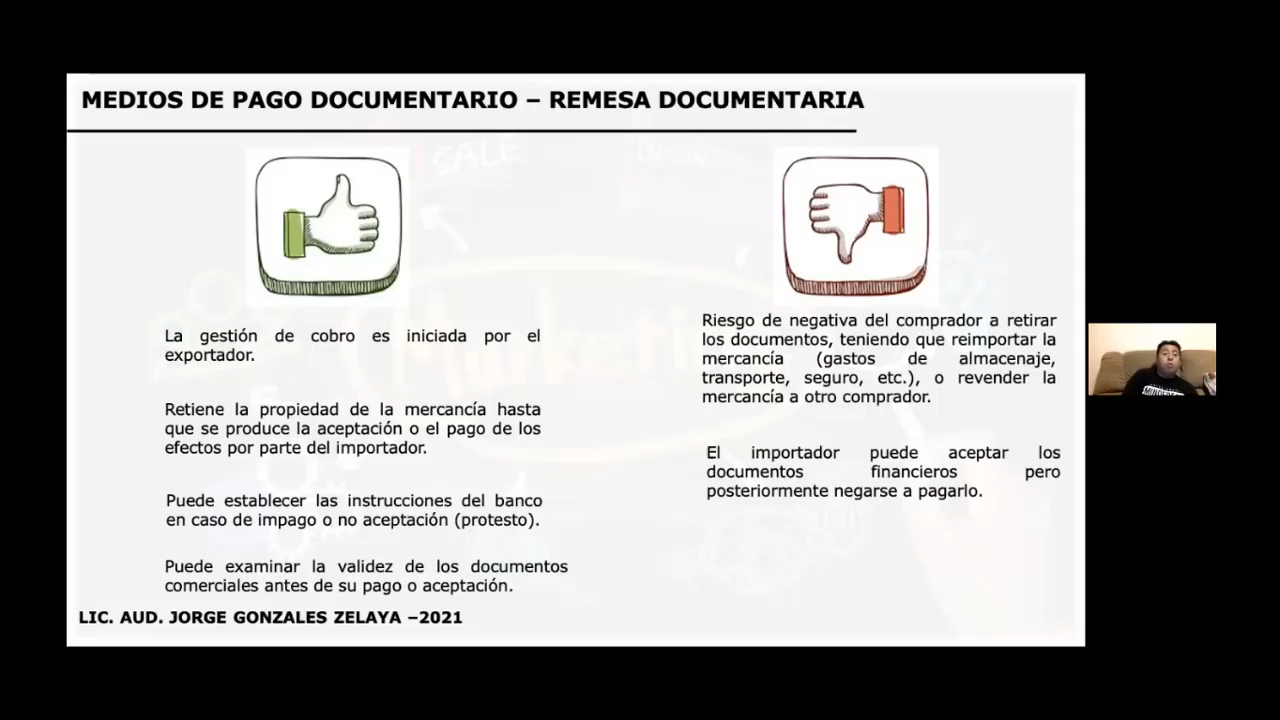 MEDIOS DE PAGO DOCUMENTARIO – REMESA DOCUMENTARIA
La gestión de cobro es iniciada por el
exportador.
Retiene la propiedad de la mercancía hasta
que se produce la aceptación o el pago de los
efectos por parte del importador.
Puede establecer las instrucciones del banco
en caso de impago o no aceptación (protesto).
Puede examinar la validez de los documentos
comerciales antes de su pago o aceptación.
Riesgo de negativa del comprador a retirar
los documentos, teniendo que reimportar la
mercancía (gastos de almacenaje,
transporte, seguro, etc.), o revender la
mercancía a otro comprador.
El importador puede aceptar los
documentos financieros pero
posteriormente negarse a pagarlo.
LIC. AUD. JORGE GONZALES ZELAYA –2021
SALE